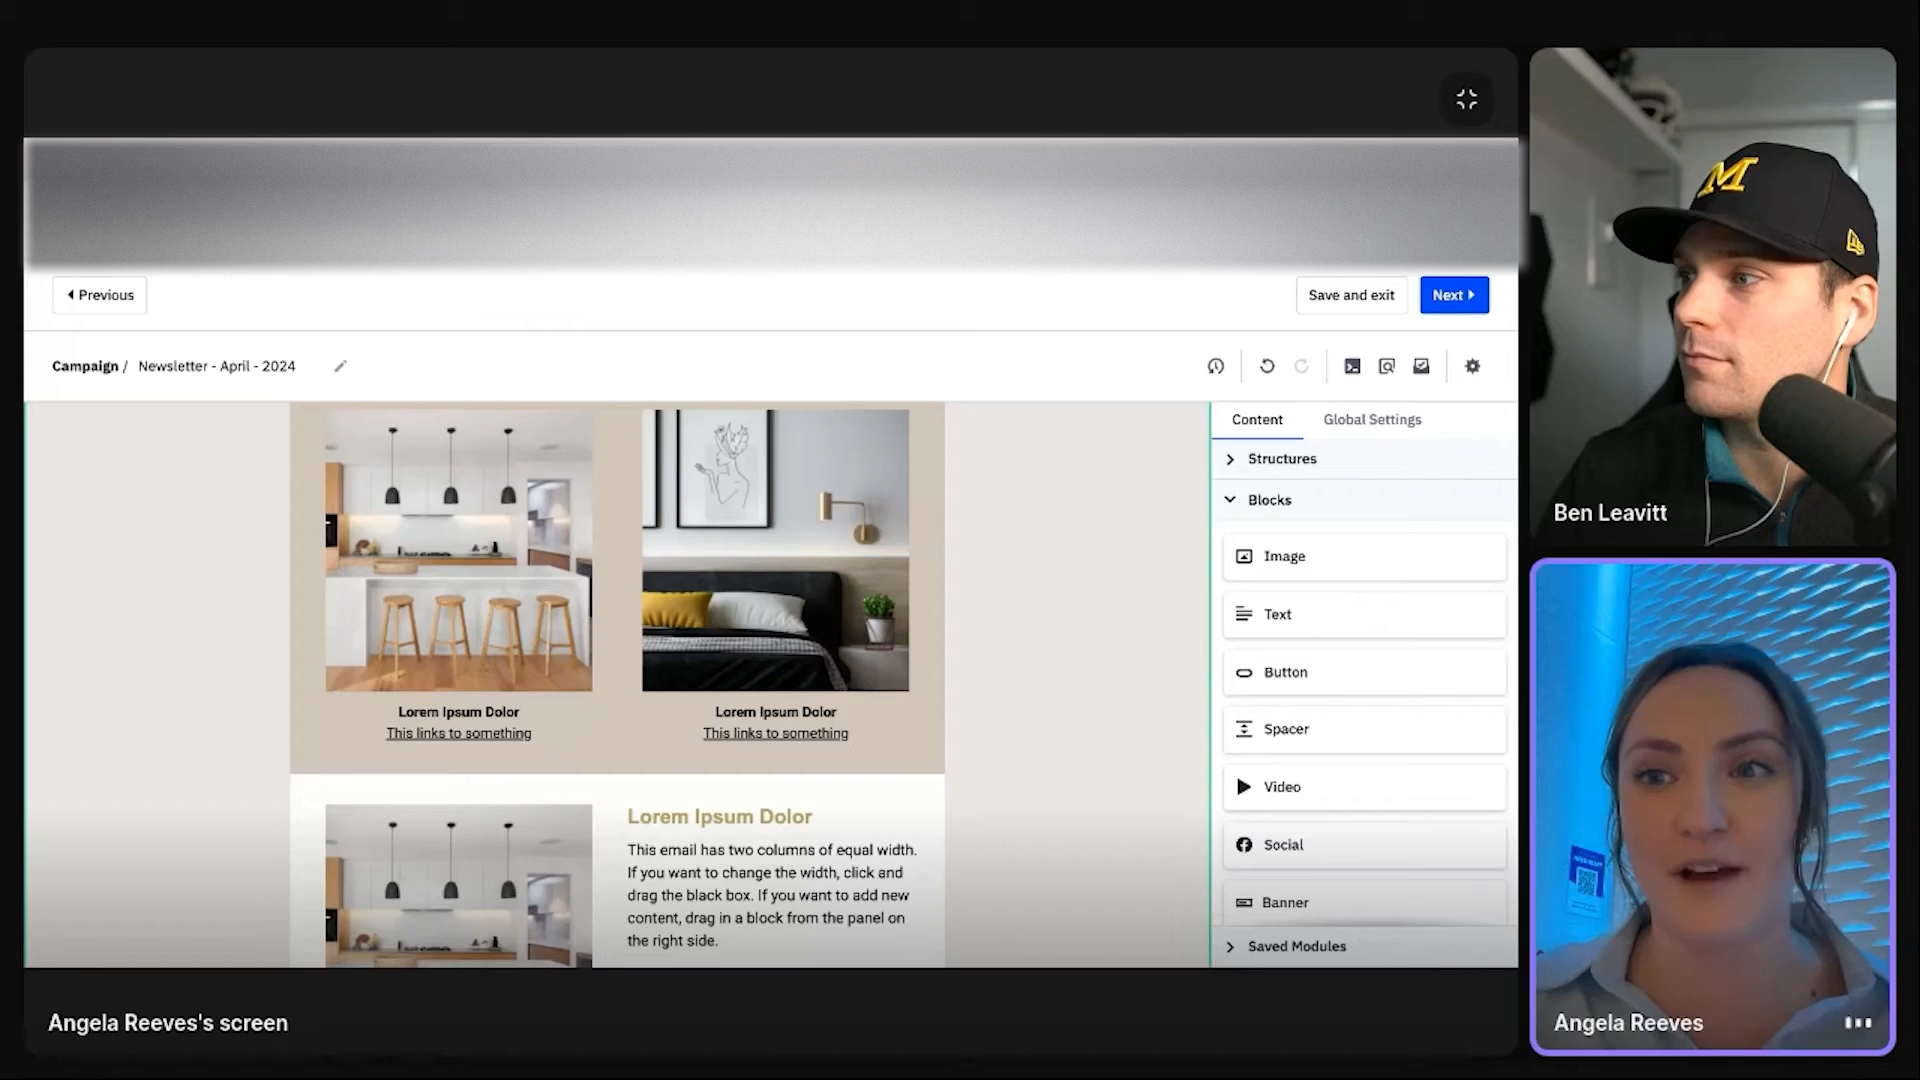 Previous
Save and exit
Next
Campaign / Newsletter - April - 2024
Content
Global Settings
Structures
Blocks
Image
Text
Button
Spacer
Video
Social
Banner
Saved Modules
Lorem Ipsum Dolor
This links to something
Lorem Ipsum Dolor
This links to something
Lorem Ipsum Dolor
This email has two columns of equal width.
If you want to change the width, click and
drag the black box. If you want to add new
content, drag in a block from the panel on
the right side.
Angela Reeves's screen
M
Ben Leavitt
Angela Reeves